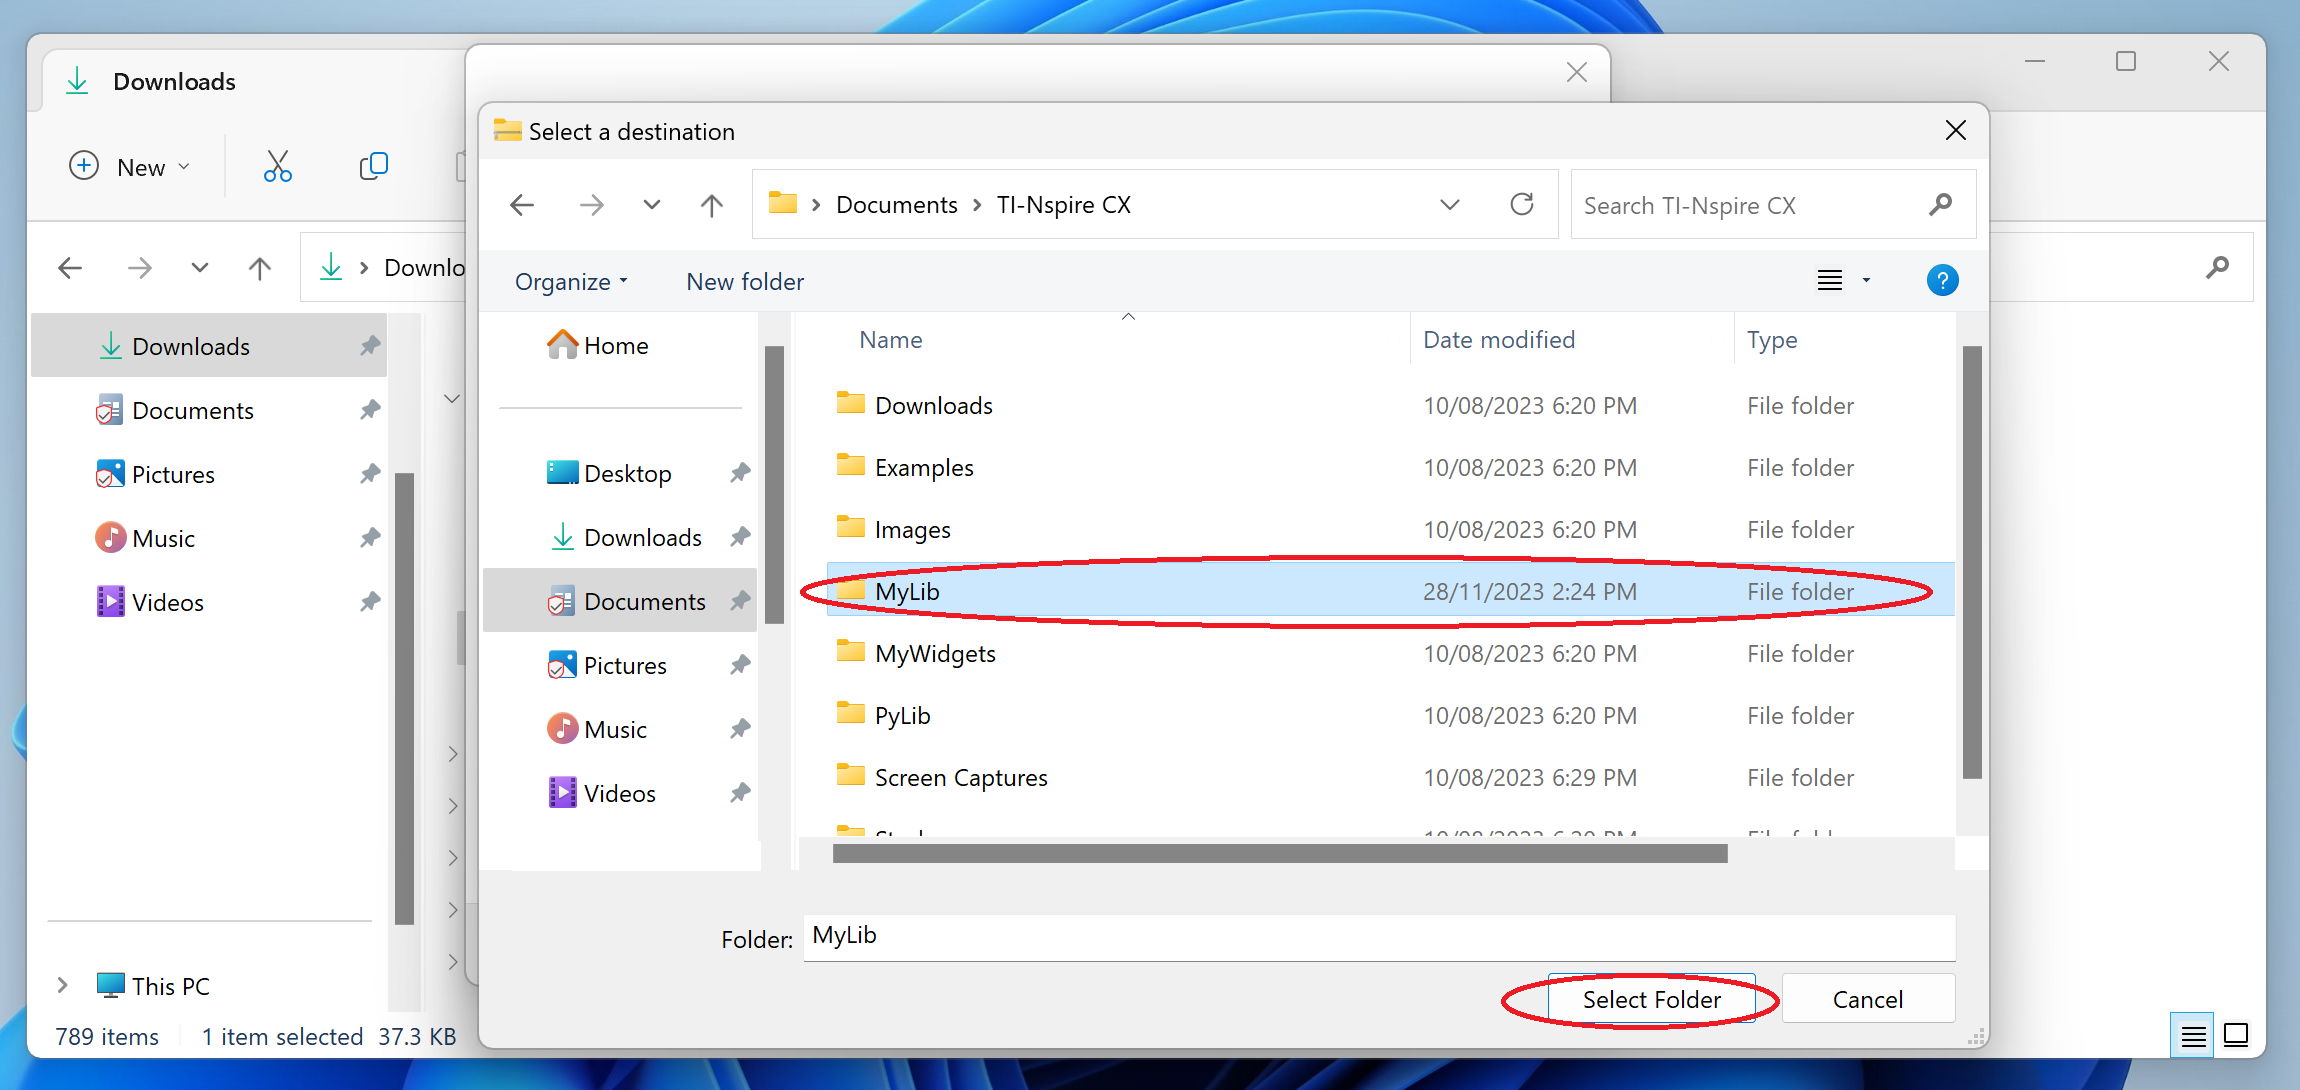 Downloads
New
Downlo
Downloads
Documents
Pictures
Music
Videos
This PC
789 items 1 item selected 37.3 KB
Select a destination
Documents TI-Nspire CX
Search TI-Nspire CX
Organize New folder
?
Home
Desktop
Downloads
Documents
Pictures
Music
Videos
Name Date modified Type
Downloads 10/08/2023 6:20 PM File folder
Examples 10/08/2023 6:20 PM File folder
Images 10/08/2023 6:20 PM File folder
MyLib 28/11/2023 2:24 PM File folder
MyWidgets 10/08/2023 6:20 PM File folder
PyLib 10/08/2023 6:20 PM File folder
Screen Captures 10/08/2023 6:29 PM File folder
Folder: MyLib
Select Folder Cancel